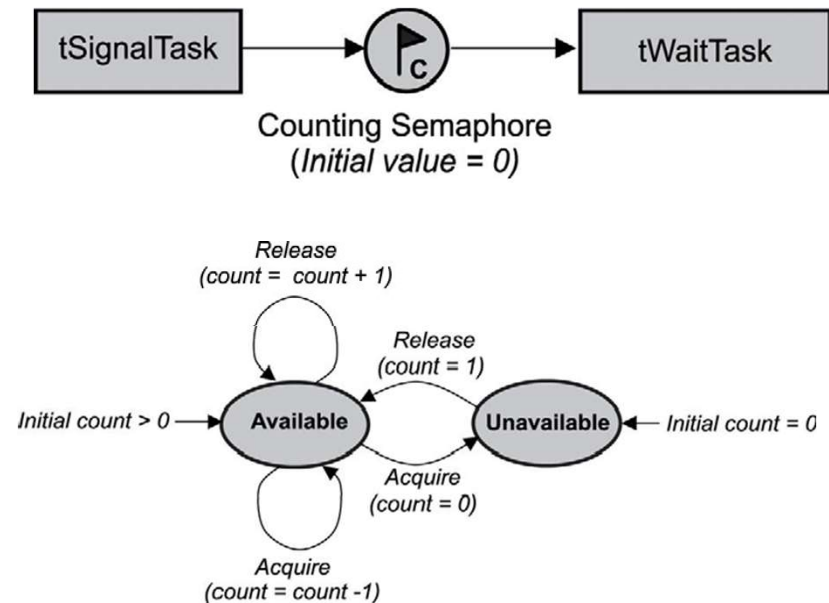 tSignalTask
C
tWaitTask
Counting Semaphore
(Initial value = 0)
Release
(count = count + 1)
Release
(count = 1)
Initial count > 0
Available
Unavailable
Initial count = 0
Acquire
(count = 0)
Acquire
(count = count -1)